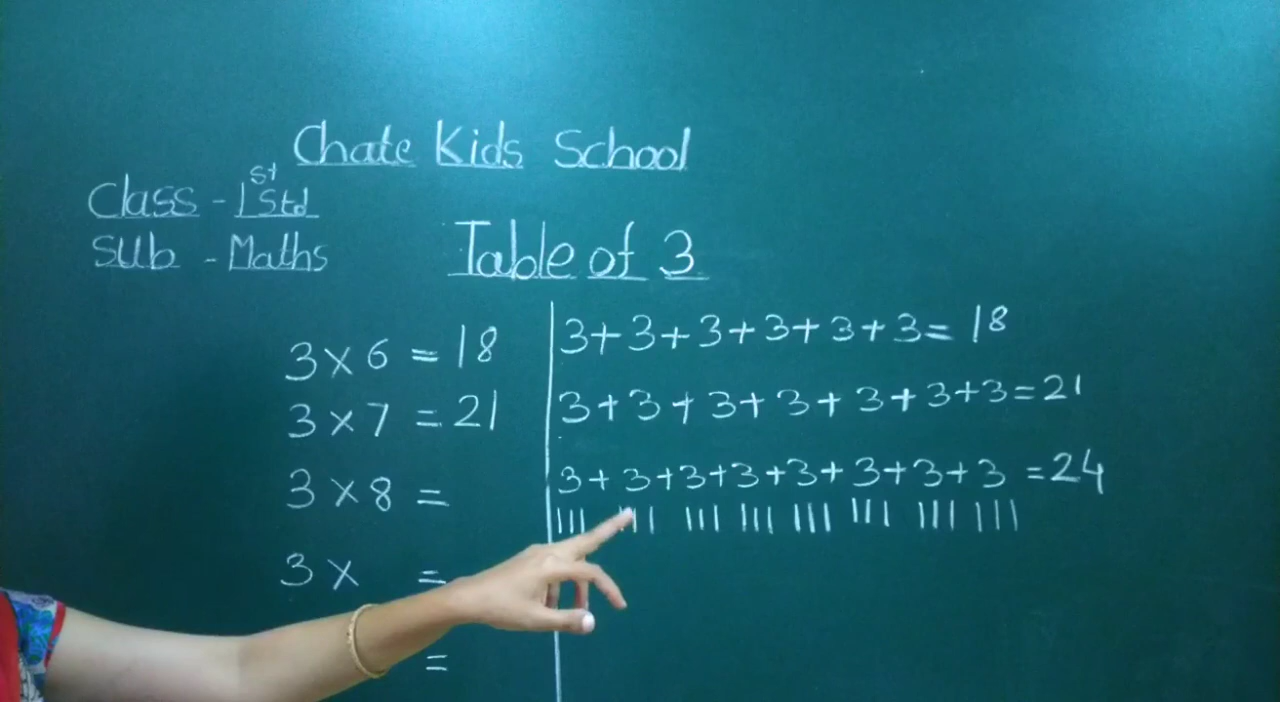 Chate Kids School
Class - 1st Std
Sub - Maths
Table of 3
3 × 6 = 18
3 × 7 = 21
3 × 8 =
3 × =
=
3+3+3+3+3+3= 18
3+3+3+3+3+3+3=21
3+3+3+3+3+3+3+3 =24
||| ||| ||| ||| ||| ||| ||| |||